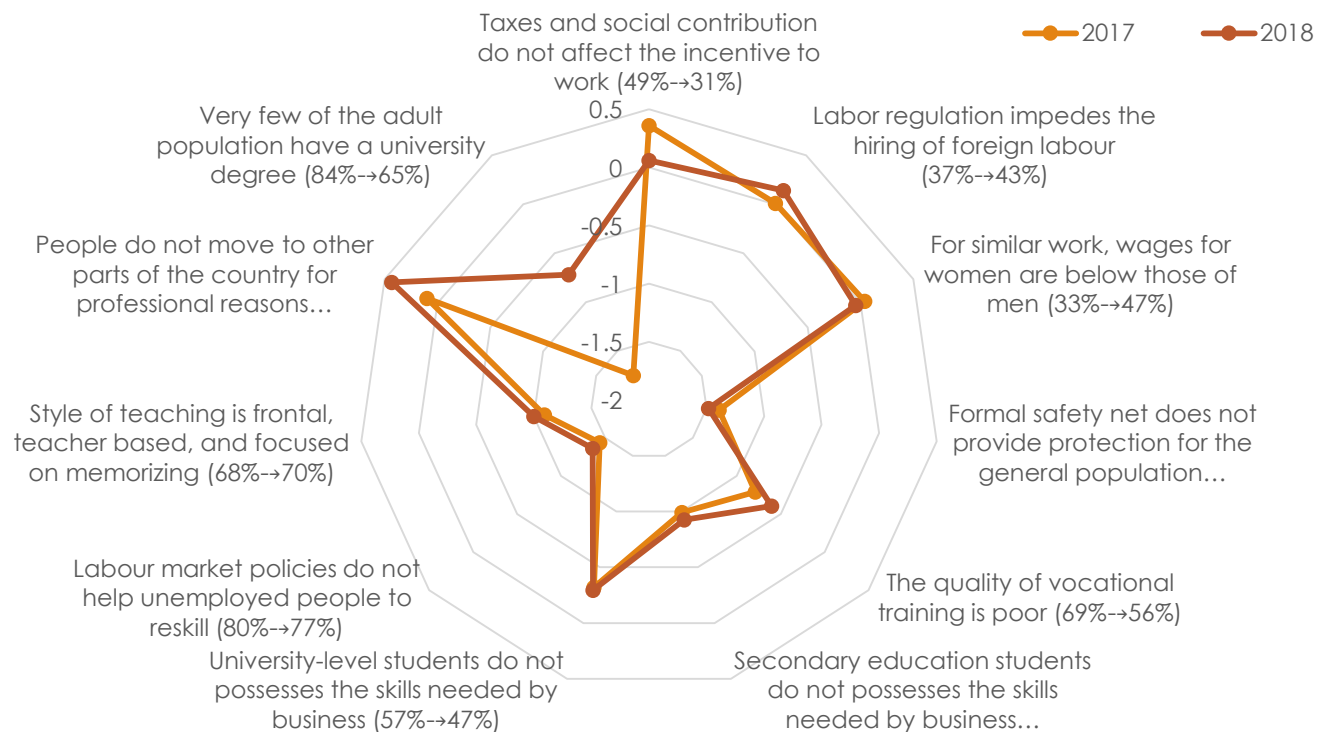 Taxes and social contribution
do not affect the incentive to
work (49%-→31%)
2017
2018
Labor regulation impedes the
hiring of foreign labour
(37%-→43%)
For similar work, wages for
women are below those of
men (33%-→47%)
Formal safety net does not
provide protection for the
general population…
The quality of vocational
training is poor (69%-→56%)
Secondary education students
do not possesses the skills
needed by business…
University-level students do not
possesses the skills needed by
business (57%-→47%)
Labour market policies do not
help unemployed people to
reskill (80%-→77%)
Style of teaching is frontal,
teacher based, and focused
on memorizing (68%-→70%)
People do not move to other
parts of the country for
professional reasons…
Very few of the adult
population have a university
degree (84%-→65%)
0.5
0
-0.5
-1
-1.5
-2